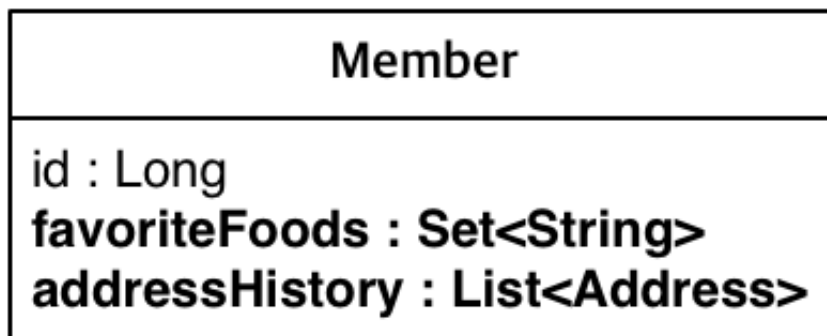 Member
id : Long
favoriteFoods : Set<String>
addressHistory : List<Address>